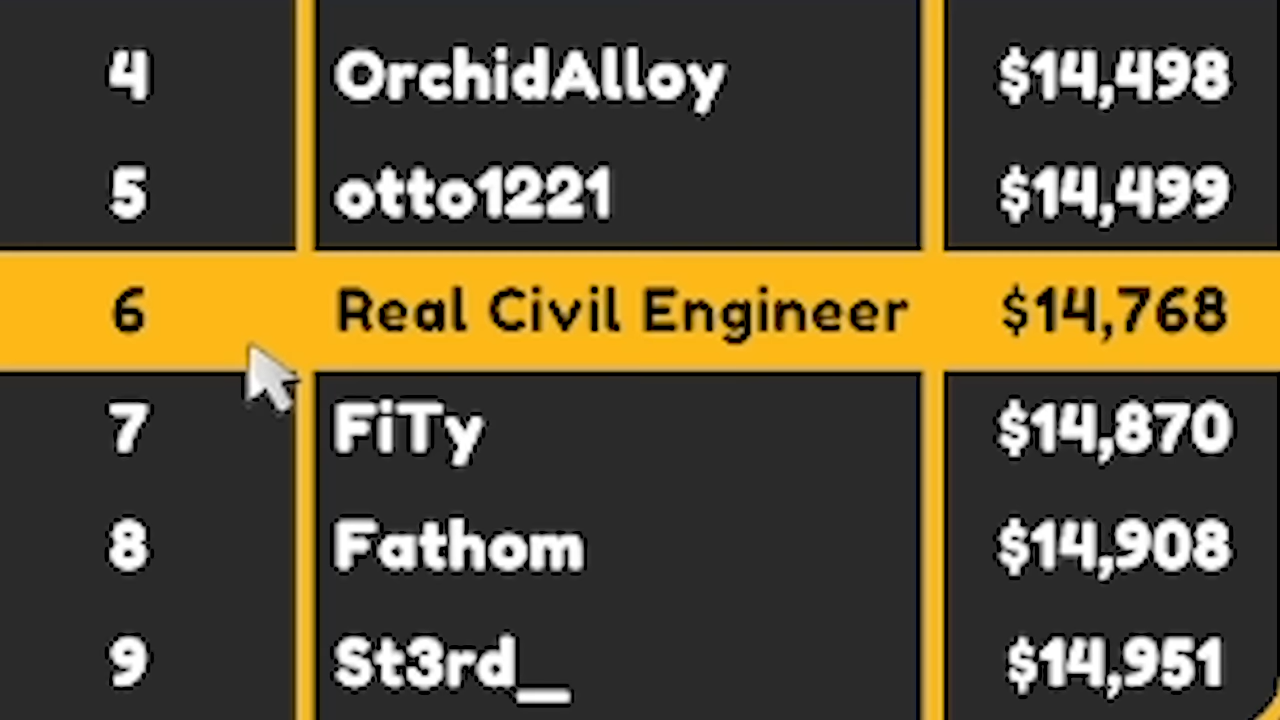 4 OrchidAlloy $14,498
5 otto1221 $14,499
6 Real Civil Engineer $14,768
7 FiTy $14,870
8 Fathom $14,908
9 St3rd_ $14,951